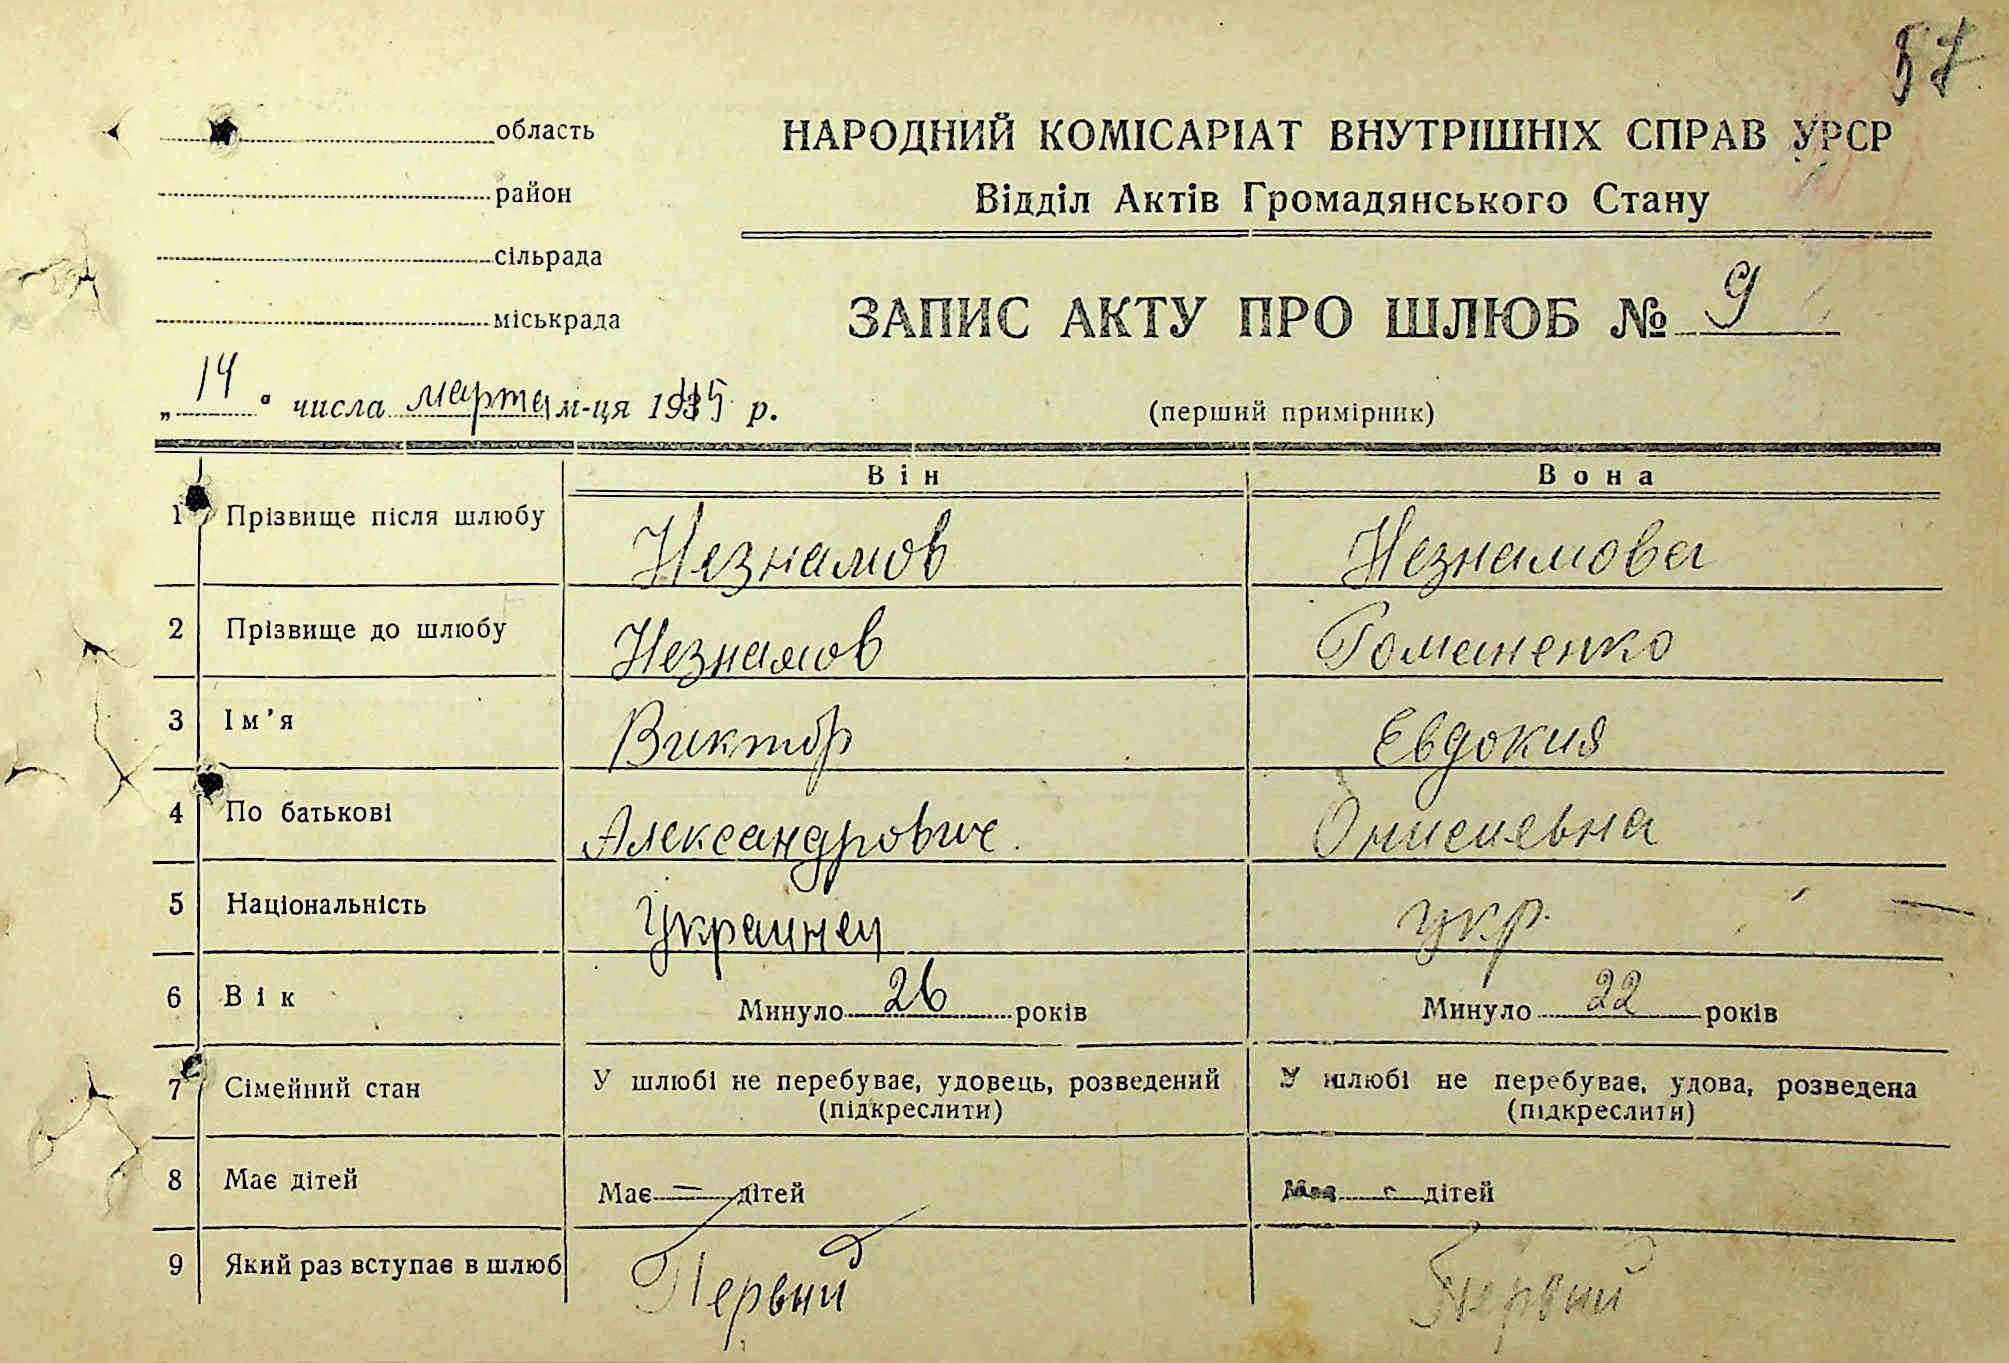 57
область
район
сільрада
міськрада
НАРОДНИЙ КОМІСАРІАТ ВНУТРІШНІХ СПРАВ УРСР
Відділ Актів Громадянського Стану
ЗАПИС АКТУ ПРО ШЛЮБ № 9
„14" числа марта м-ця 1945 р.
(перший примірник)
Він Вона
1 Прізвище після шлюбу Незнамов Незнамова
2 Прізвище до шлюбу Незнамов Романенко
3 Ім'я Виктор Евдокия
4 По батькові Александрович Онисиевна
5 Національність Украинец укр.
6 Вік Минуло 26 років Минуло 22 років
7 Сімейний стан У шлюбі не перебуває, удовець, розведений У шлюбі не перебуває, удова, розведена
(підкреслити) (підкреслити)
8 Має дітей Має — дітей Має - дітей
9 Який раз вступає в шлюб Первый Первый